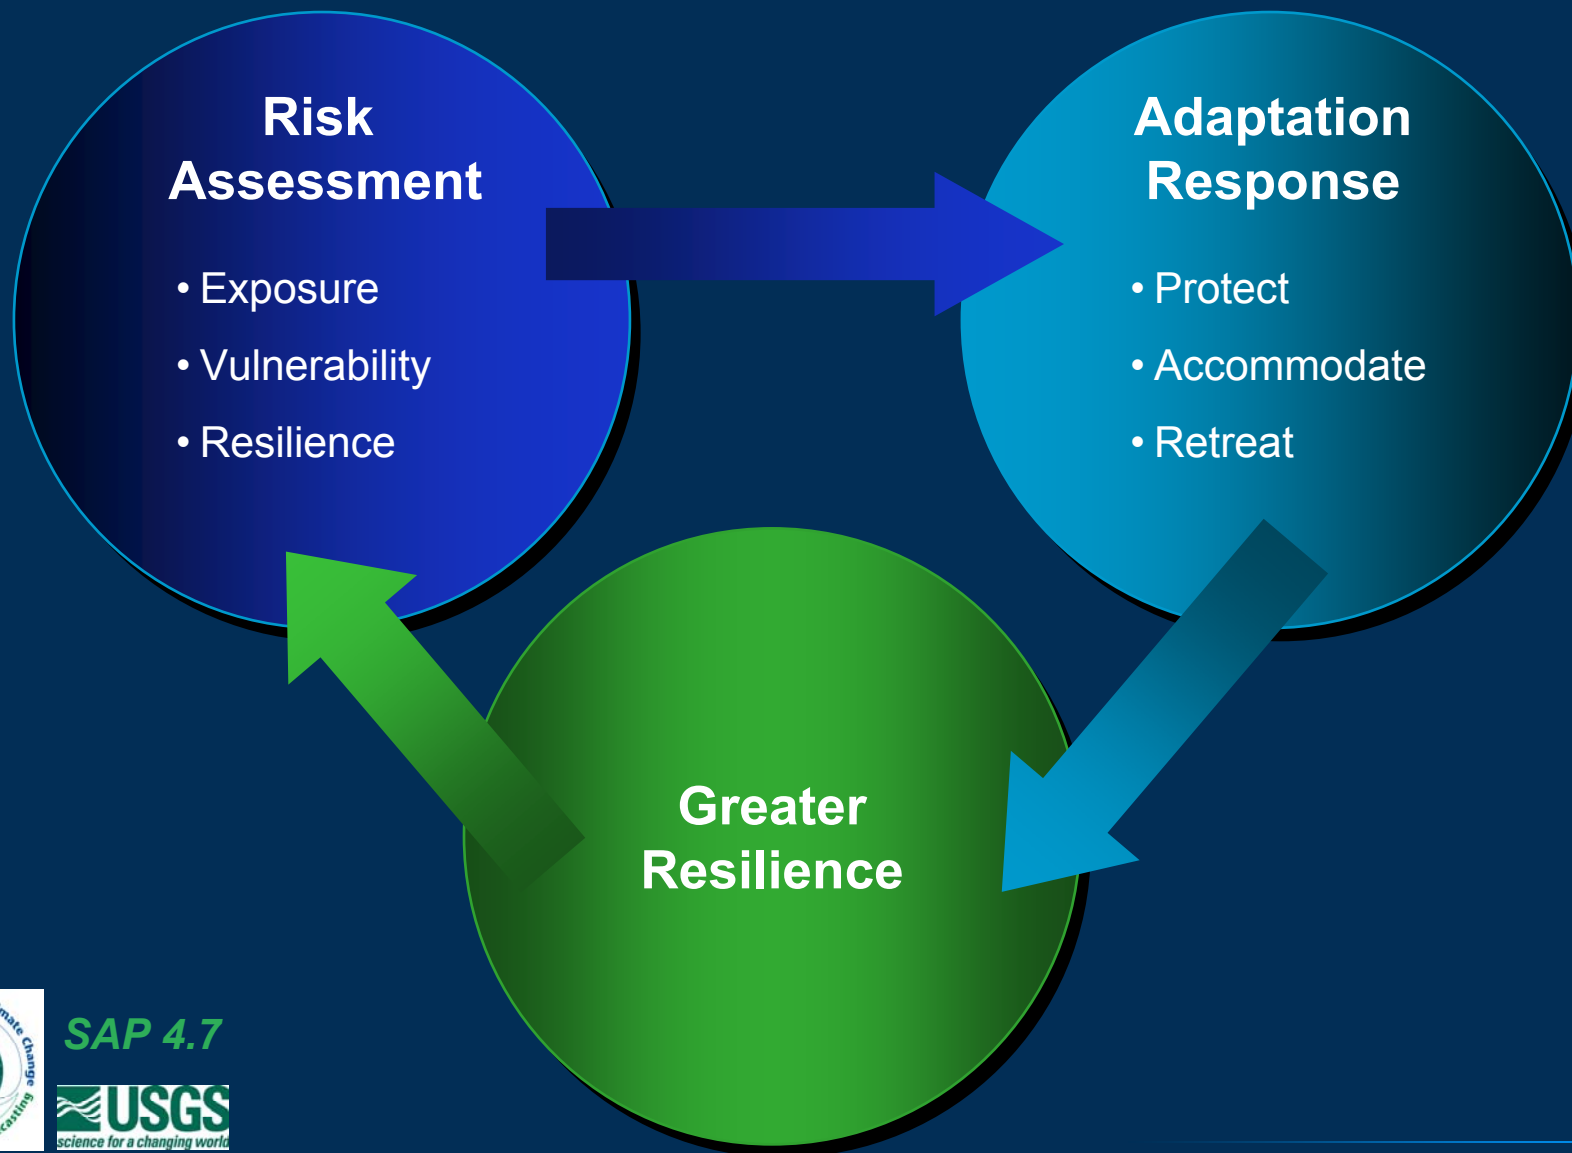 Risk
Assessment
• Exposure
• Vulnerability
• Resilience
Adaptation
Response
• Protect
• Accommodate
• Retreat
Greater
Resilience
Change
SAP 4.7
USGS
science for a changing world